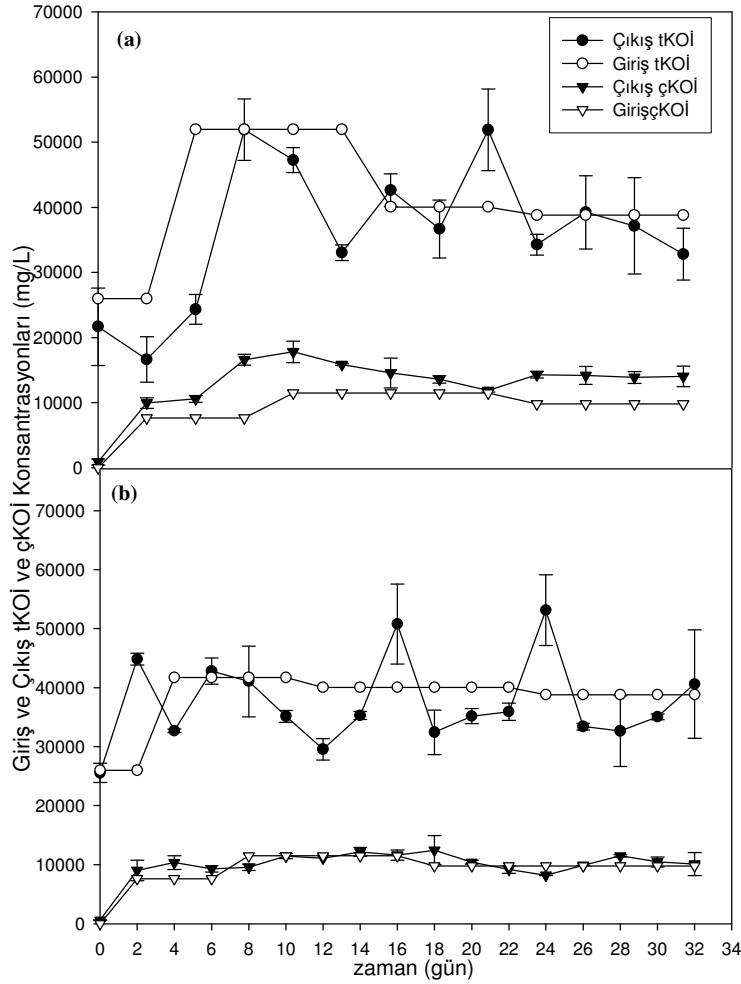 70000
60000
50000
40000
30000
20000
10000
0
(a)
Çıkış tKOİ
Giriş tKOİ
Çıkış çKOİ
GirişçKOİ
Giriş ve Çıkış tKOİ ve çKOİ Konsantrasyonları (mg/L)
(b)
70000
60000
50000
40000
30000
20000
10000
0
0 2 4 6 8 10 12 14 16 18 20 22 24 26 28 30 32 34
zaman (gün)